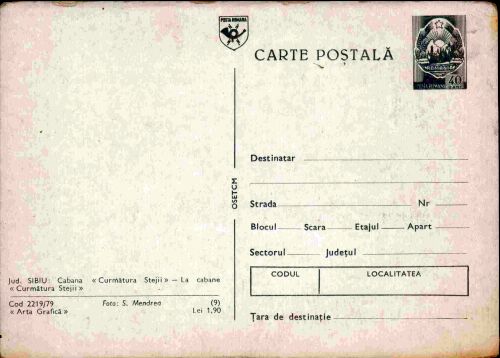 POSTA ROMANA
CARTE POȘTALĂ
40
Destinatar
Strada Nr
Blocul Scara Etajul Apart
Sectorul Județul
CODUL LOCALITATEA
Țara de destinație
OSETCM
Jud. SIBIU: Cabana « Curmătura Stejii » — La cabane
« Curmătura Stejii »
Cod 2219/79 Foto: S. Mendrea (9)
« Arta Grafică » Lei 1,90